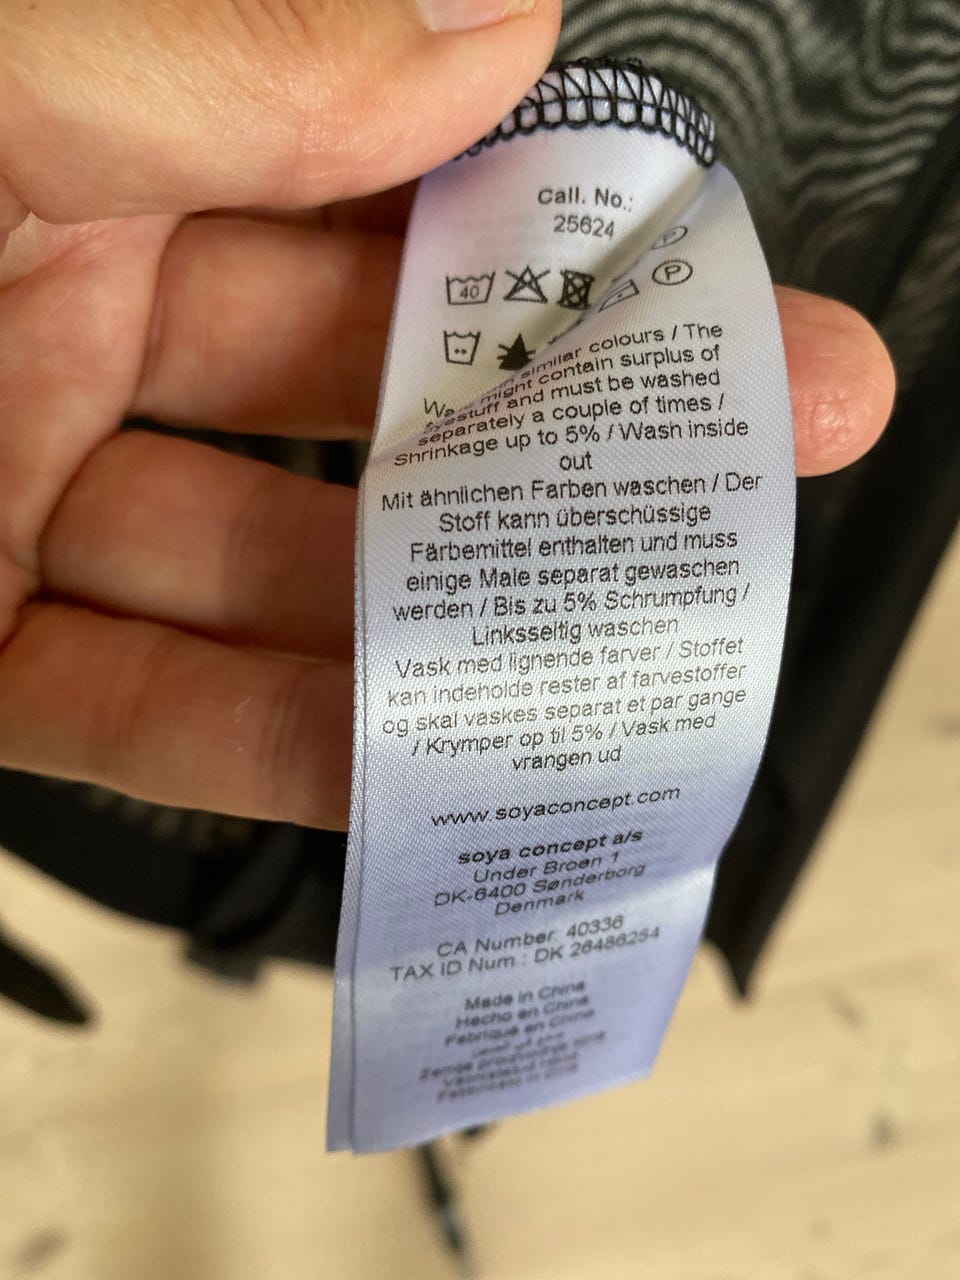 Call. No.:
25624
P
40
P
similar colours / The
might contain surplus of
and must be washed
separately a couple of times /
Shrinkage up to 5% / Wash inside
out
Mit ähnlichen Farben waschen / Der
Stoff kann überschüssige
Färbemittel enthalten und muss
einige Male separat gewaschen
werden / Bis zu 5% Schrumpfung /
Linksseitig waschen
Vask med lignende farver / Stoffet
kan indeholde rester af farvestoffer
og skal vaskes separat et par gange
/ Krymper op til 5% / Vask med
vrangen ud
www.soyaconcept.com
soya concept a/s
Under Broen 1
DK-6400 Sønderborg
Denmark
CA Number: 40336
TAX ID Num.: DK 26486254
Made in China
Hecho en China
Fabriqué en China